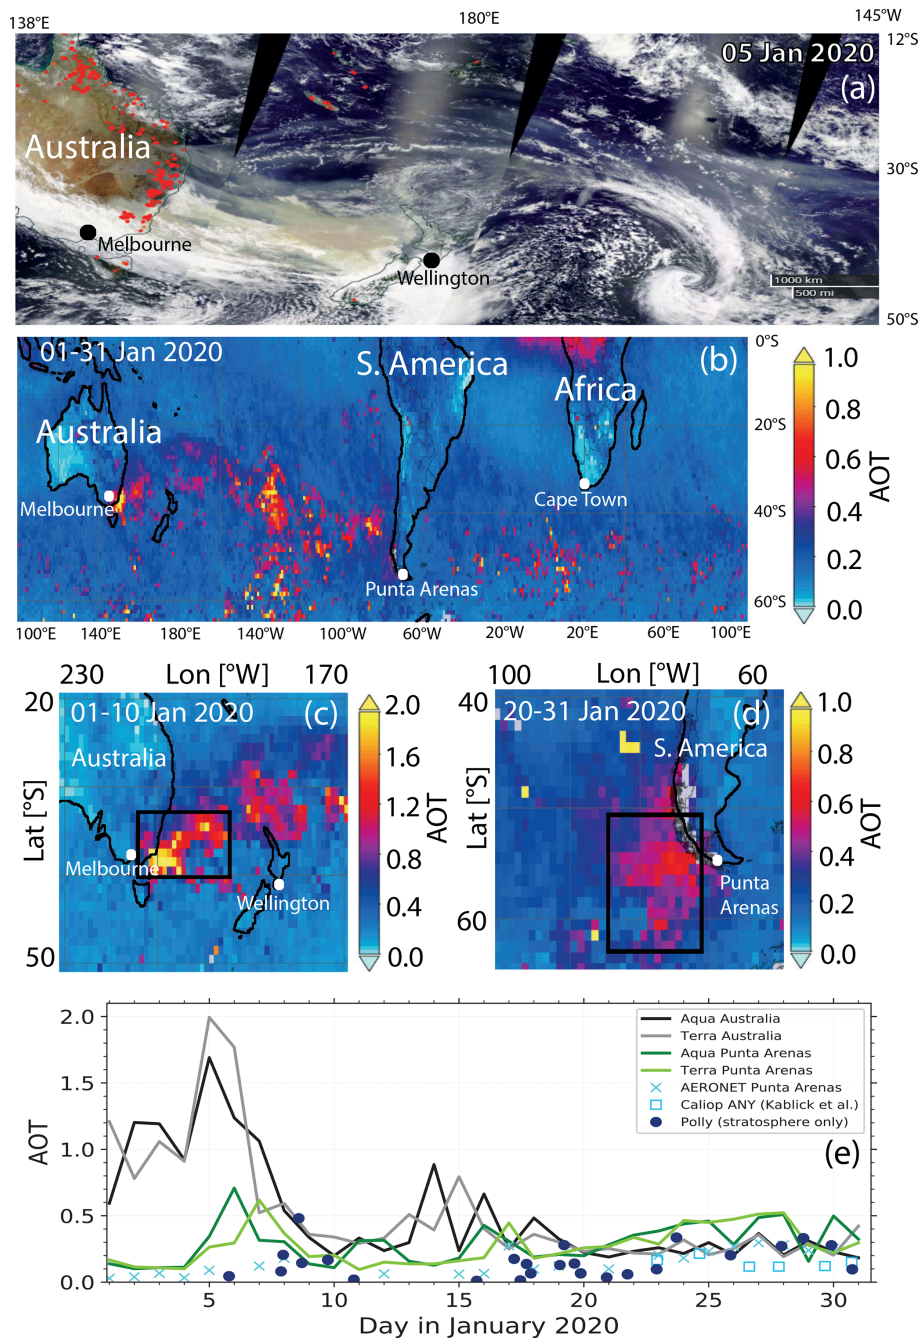 138°E 180°E 145°W
05 Jan 2020
12°S
(a)
Australia
30°S
Melbourne
Wellington
1000 km
500 mi
50°S
01-31 Jan 2020
S. America
(b)
0°S
1.0
Africa
0.8
Australia
20°S
0.6
AOT
Melbourne
Cape Town
40°S
0.4
0.2
Punta Arenas
60°S
0.0
100°E 140°E 180°E 140°W 100°W 60°W 20°W 20°E 60°E 100°E
230 Lon [°W] 170
20
01-10 Jan 2020
(c)
2.0
Australia
1.6
Lat [°S]
1.2
AOT
0.8
Melbourne
Wellington
0.4
50
0.0
100 Lon [°W] 60
40
20-31 Jan 2020
(d)
1.0
S. America
0.8
Lat [°S]
0.6
AOT
0.4
Punta
Arenas
0.2
60
0.0
2.0
1.5
1.0
0.5
0.0
AOT
Aqua Australia
Terra Australia
Aqua Punta Arenas
Terra Punta Arenas
AERONET Punta Arenas
Caliop ANY (Kablick et al.)
Polly (stratosphere only)
(e)
5 10 15 20 25 30
Day in January 2020